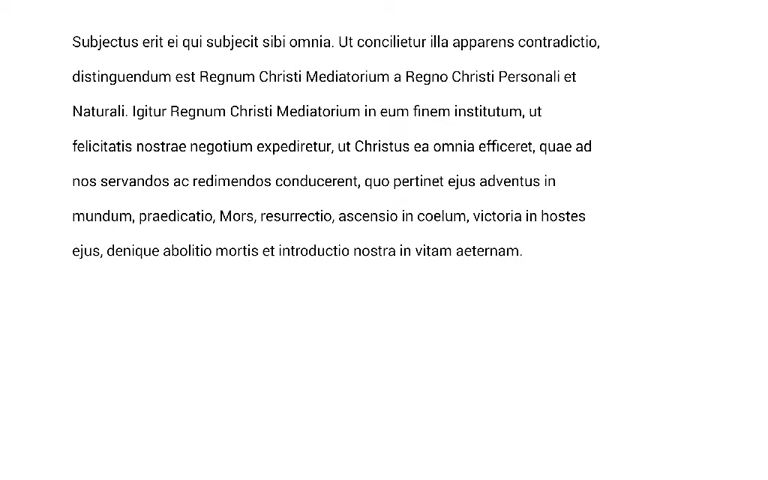 Subjectus erit ei qui subjecit sibi omnia. Ut concilietur illa apparens contradictio,
distinguendum est Regnum Christi Mediatorium a Regno Christi Personali et
Naturali. Igitur Regnum Christi Mediatorium in eum finem institutum, ut
felicitatis nostrae negotium expediretur, ut Christus ea omnia efficeret, quae ad
nos servandos ac redimendos conducerent, quo pertinet ejus adventus in
mundum, praedicatio, Mors, resurrectio, ascensio in coelum, victoria in hostes
ejus, denique abolitio mortis et introductio nostra in vitam aeternam.